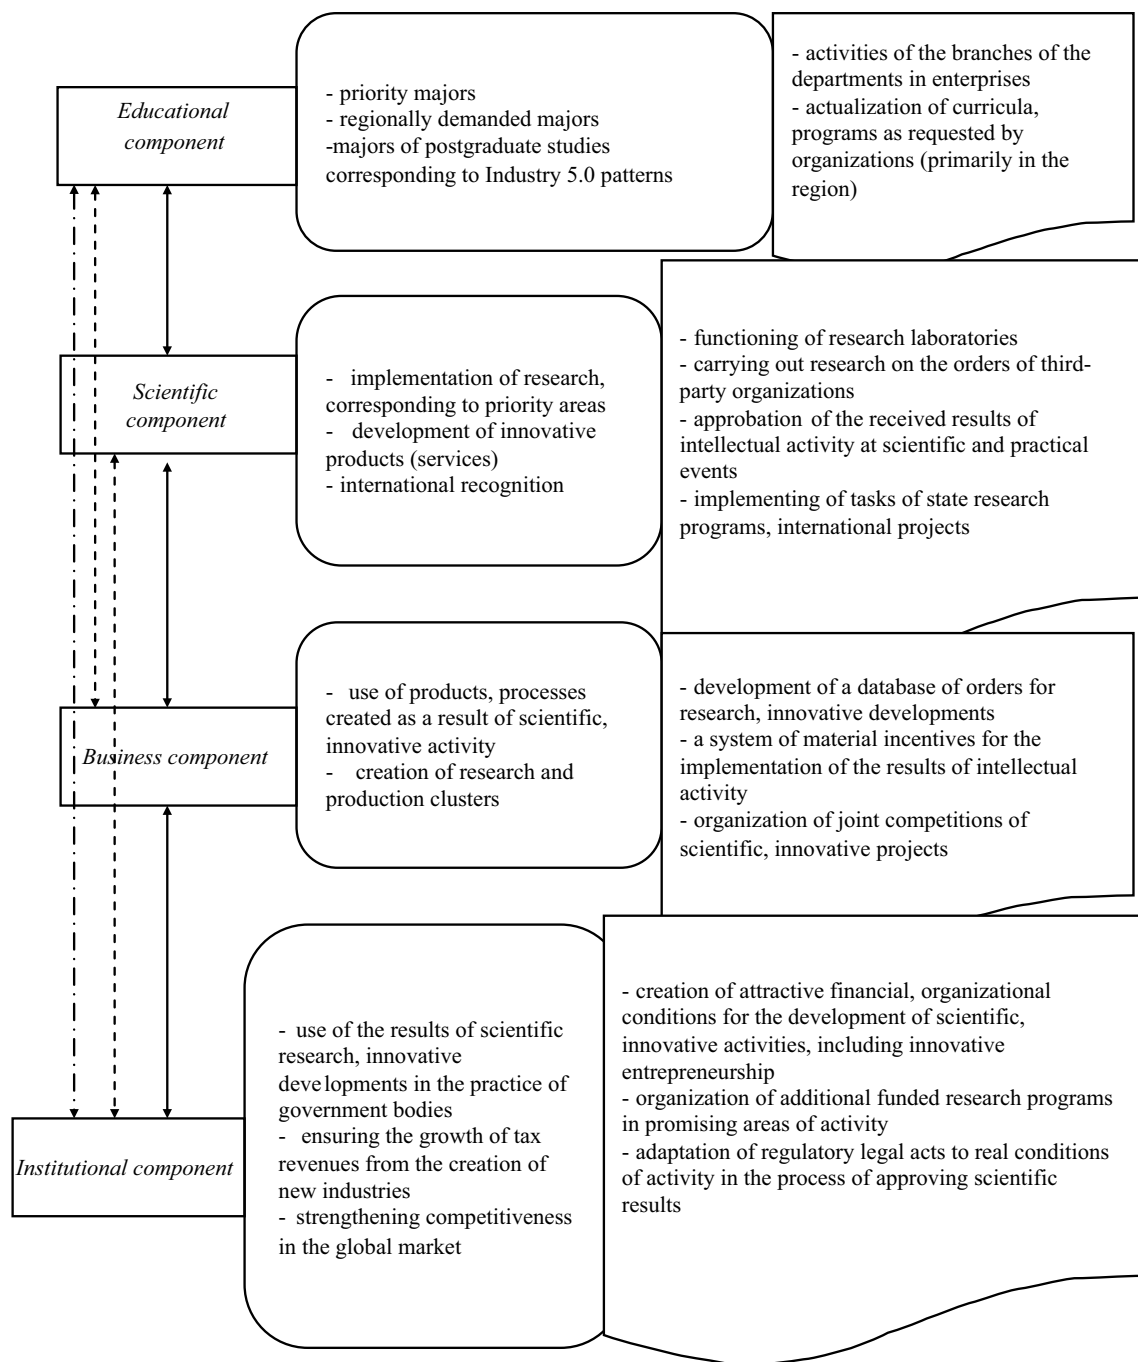 Educational
component
- priority majors
- regionally demanded majors
-majors of postgraduate studies
corresponding to Industry 5.0 patterns
- activities of the branches of the
departments in enterprises
- actualization of curricula,
programs as requested by
organizations (primarily in the
region)
Scientific
component
- implementation of research,
corresponding to priority areas
- development of innovative
products (services)
- international recognition
- functioning of research laboratories
- carrying out research on the orders of third-
party organizations
- approbation of the received results of
intellectual activity at scientific and practical
events
- implementing of tasks of state research
programs, international projects
Business component
- use of products, processes
created as a result of scientific,
innovative activity
- creation of research and
production clusters
- development of a database of orders for
research, innovative developments
- a system of material incentives for the
implementation of the results of intellectual
activity
- organization of joint competitions of
scientific, innovative projects
Institutional component
- use of the results of scientific
research, innovative
developments in the practice of
government bodies
- ensuring the growth of tax
revenues from the creation of
new industries
- strengthening competitiveness
in the global market
- creation of attractive financial, organizational
conditions for the development of scientific,
innovative activities, including innovative
entrepreneurship
- organization of additional funded research programs
in promising areas of activity
- adaptation of regulatory legal acts to real conditions
of activity in the process of approving scientific
results